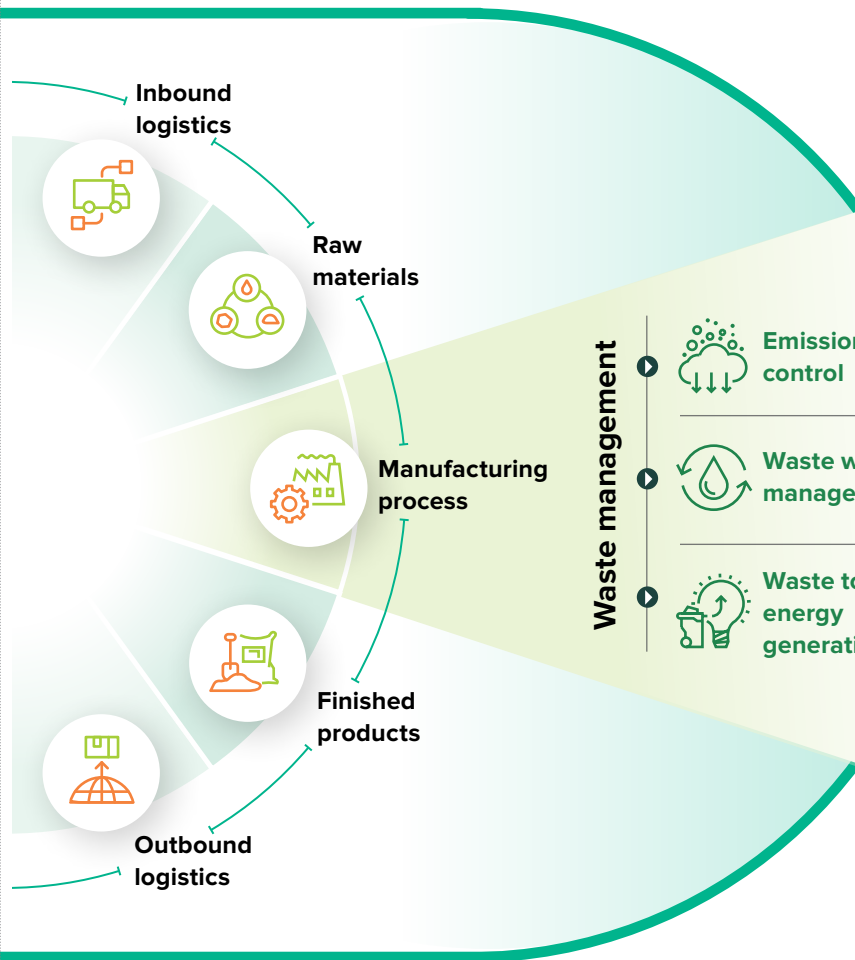 Inbound
logistics
Raw
materials
Manufacturing
process
Finished
products
Outbound
logistics
Waste management
control
Waste
energy